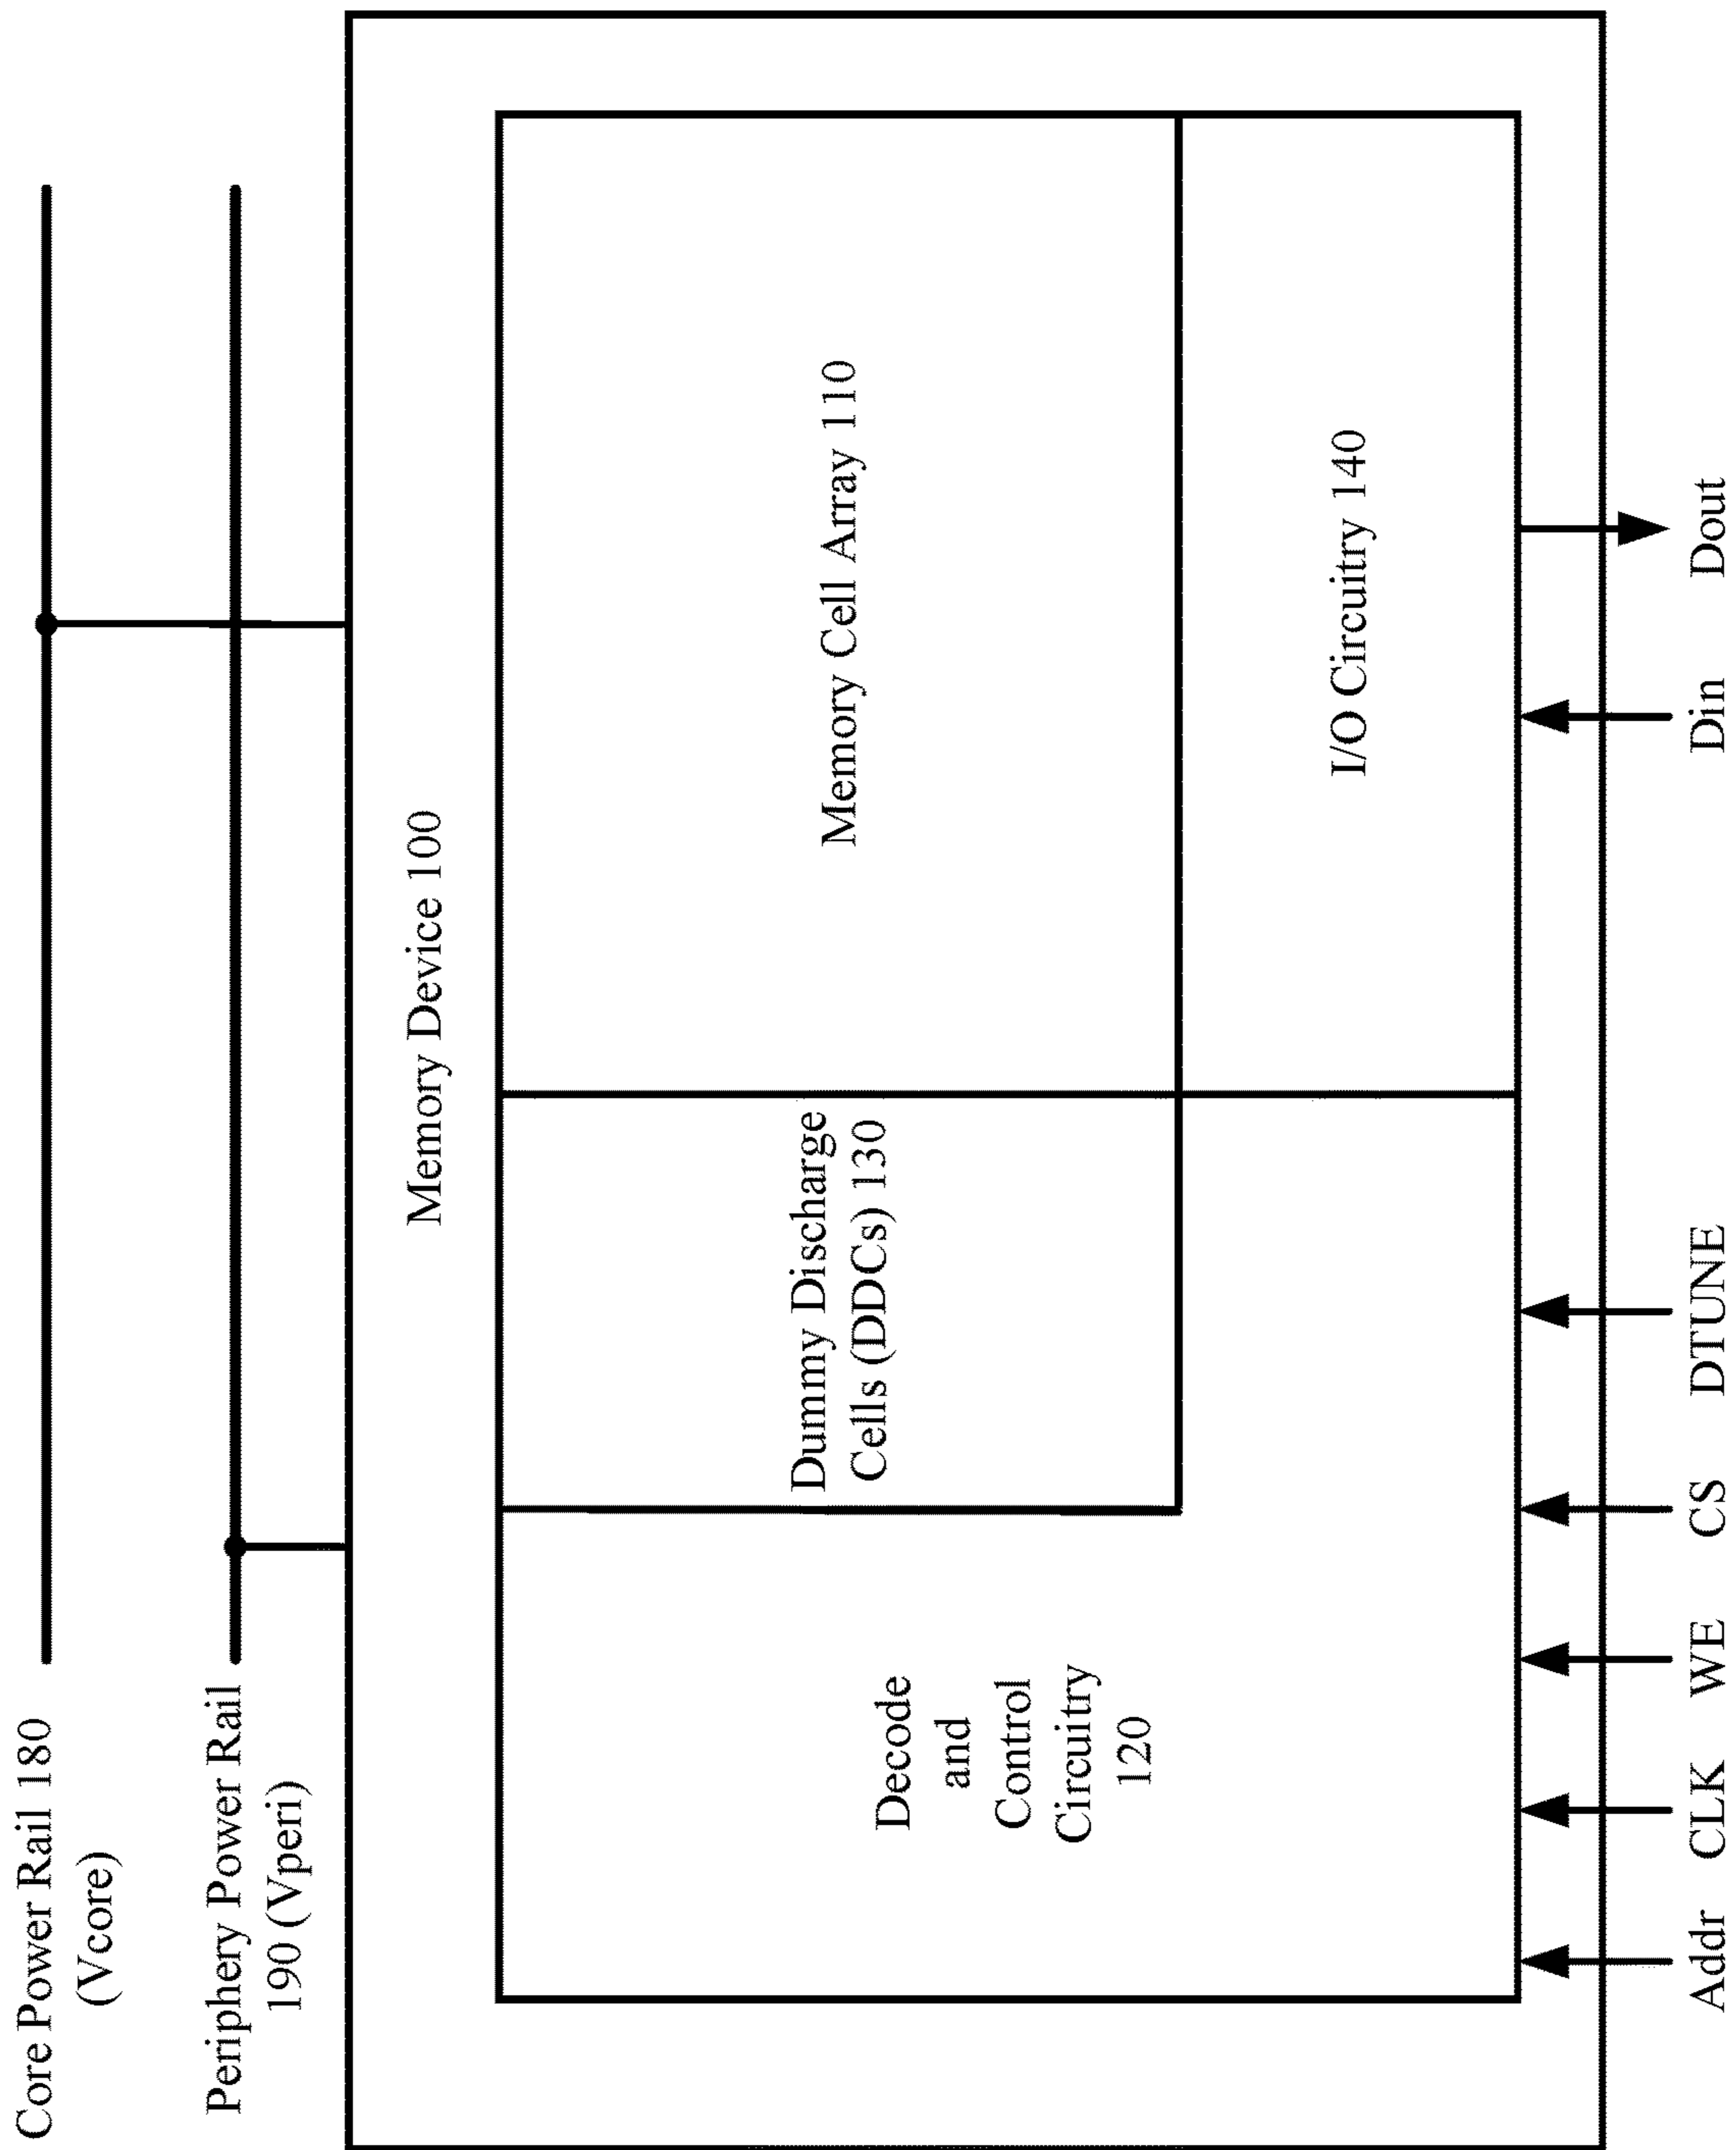 Core Power Rail 180
(Vcore)
Periphery Power Rail
190 (Vperi)
Memory Device 100
Decode
and
Control
Circuitry
120
Dummy Discharge
Cells (DDCs) 130
Memory Cell Array 110
I/O Circuitry 140
Addr CLK WE CS DTUNE Din Dout